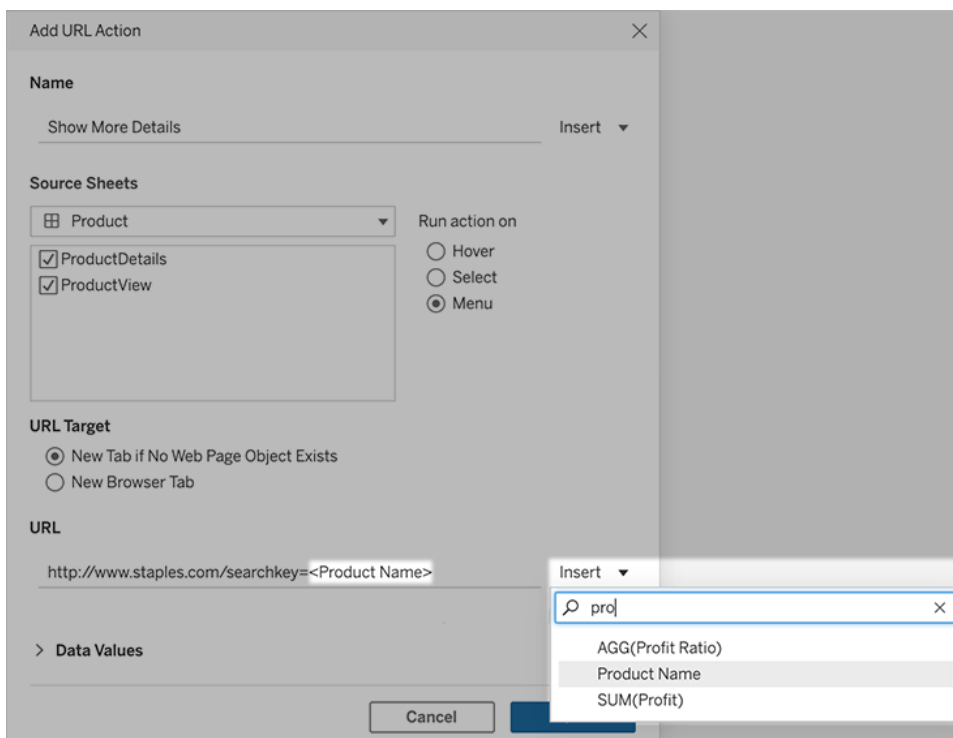 Add URL Action
Name
Show More Details
Insert
Source Sheets
Product
Run action on
ProductDetails
Hover
ProductView
Select
Menu
URL Target
New Tab if No Web Page Object Exists
New Browser Tab
URL
http://www.staples.com/searchkey=<Product Name>
Insert
pro
AGG(Profit Ratio)
Data Values
Product Name
SUM(Profit)
Cancel